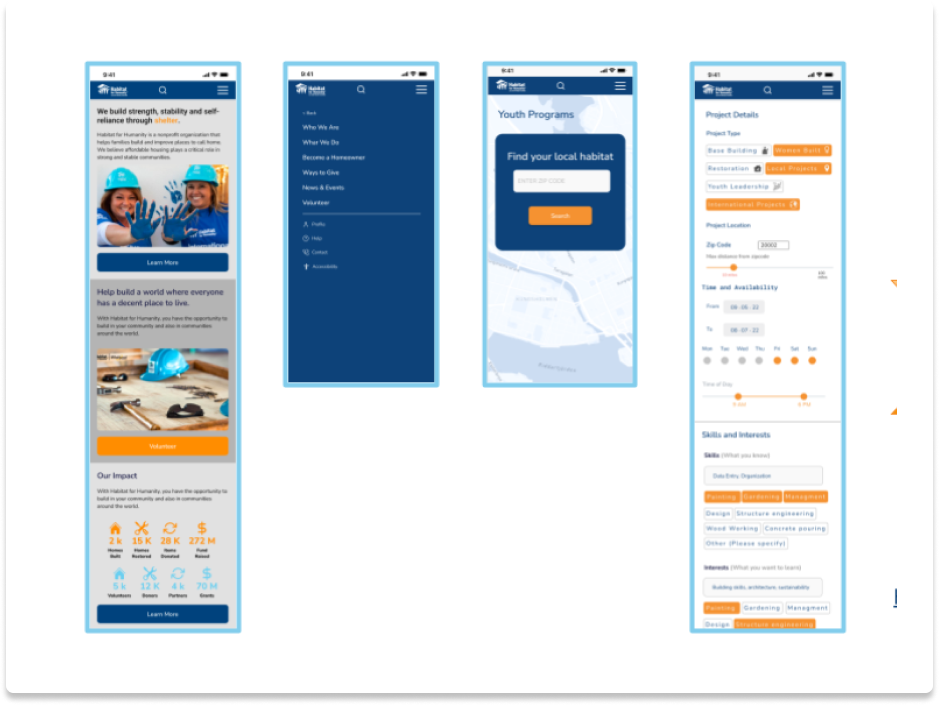 9:41
Habitat
We build strength, stability and self-
reliance through shelter.
Habitat for Humanity is a nonprofit organization that
helps families build and improve places to call home.
We believe affordable housing plays a critical role in
strong and stable communities.
Learn More
Help build a world where everyone
has a decent place to live.
With Habitat for Humanity, you have the opportunity to
build in your community and also in communities
around the world.
Volunteer
Our Impact
With Habitat for Humanity, you have the opportunity to
build in your community and also in communities
around the world.
2 k 15 K 28 K 272 M
Homes Homes Items Fund
Built Restored Donated Raised
5 k 12 K 4 k 70 M
Volunteers Donors Partners Grants
Learn More
9:41
Habitat
< Back
Who We Are
What We Do
Become a Homeowner
Ways to Give
News & Events
Volunteer
Profile
Help
Contact
Accessibility
9:41
Habitat
Youth Programs
Find your local habitat
ENTER ZIP CODE
Search
9:41
Habitat
Project Details
Project Type
Base Building Women Built
Restoration Local Projects
Youth Leadership
International Projects
Project Location
Zip Code 20002
Max distance from zipcode
Time and Availability
From 08 . 05 . 22
To 08 . 07 . 22
Mon Tue Wed Thu Fri Sat Sun
Time of Day
6 PM
Skills and Interests
Skills (What you know)
Data Entry, Organization
Painting Gardening Managment
Design Structure engineering
Wood Working Concrete pouring
Other (Please specify)
Interests (What you want to learn)
Building skills, architecture, sustainability
Painting Gardening Managment
Design Structure engineering